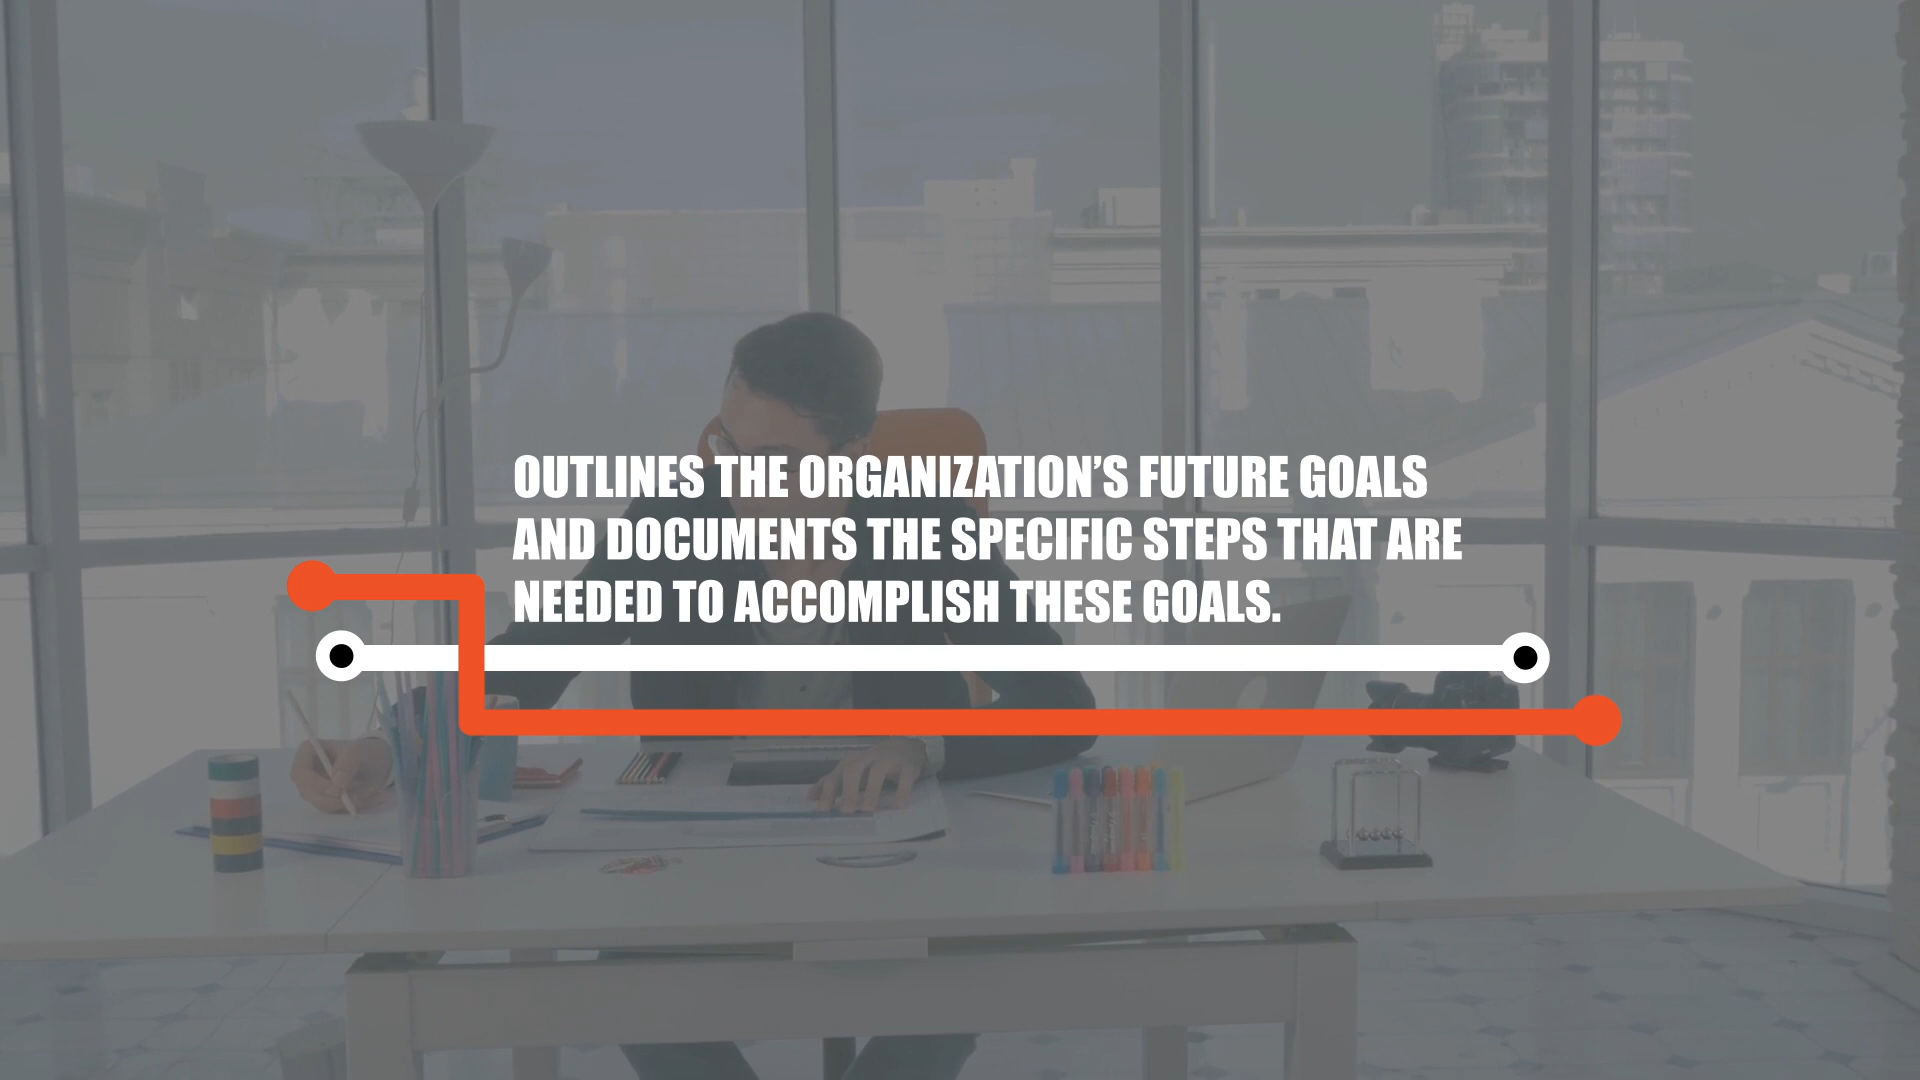 OUTLINES THE ORGANIZATION’S FUTURE GOALS
AND DOCUMENTS THE SPECIFIC STEPS THAT ARE
NEEDED TO ACCOMPLISH THESE GOALS.